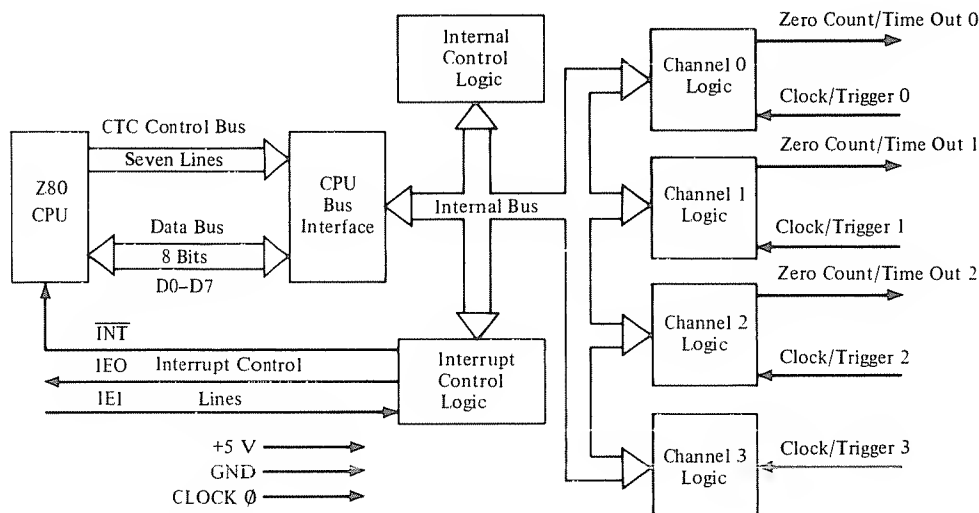 Internal
Control
Logic
Zero Count/Time Out 0
Channel 0
Logic
Clock/Trigger 0
CTC Control Bus
Seven Lines
Z80
CPU
CPU
Bus
Interface
Data Bus
8 Bits
D0–D7
Internal Bus
Zero Count/Time Out 1
Channel 1
Logic
Clock/Trigger 1
Zero Count/Time Out 2
Channel 2
Logic
Clock/Trigger 2
INT
IEO Interrupt Control
IEI Lines
Interrupt
Control
Logic
Channel 3
Logic
Clock/Trigger 3
+5 V
GND
CLOCK Ø